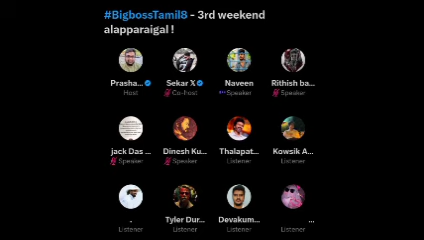 #BigbossTamil8 - 3rd weekend
alapparaigal !
Prasha... Sekar X Naveen Rithish ba...
Host Co-host Speaker Speaker
jack Das ... Dinesh Ku... Thalapat... Kowsik A...
Speaker Speaker Listener Listener
. Tyler Dur... Devakum... ...
Listener Listener Listener Listener